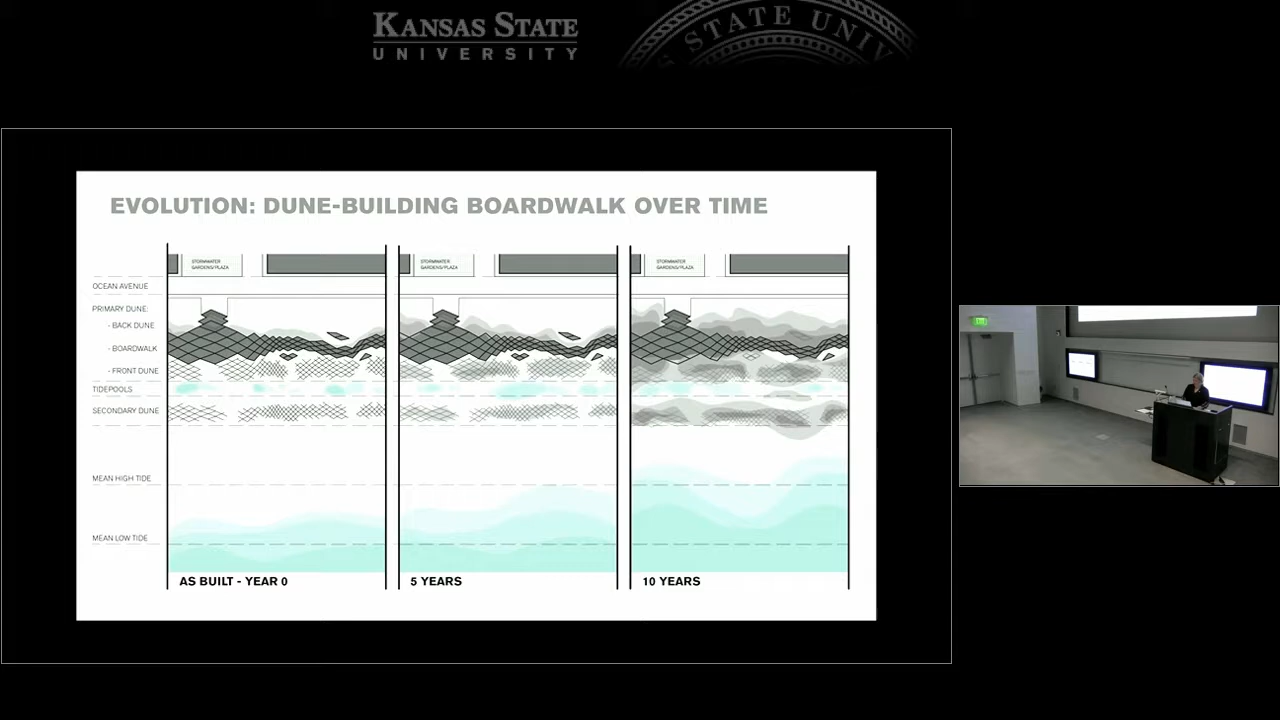 KANSAS STATE
UNIVERSITY
STATE UNIV
EVOLUTION: DUNE-BUILDING BOARDWALK OVER TIME
STORMWATER
GARDENS/PLAZA
STORMWATER
GARDENS/PLAZA
STORMWATER
GARDENS/PLAZA
OCEAN AVENUE
PRIMARY DUNE:
- BACK DUNE
- BOARDWALK
- FRONT DUNE
TIDEPOOLS
SECONDARY DUNE
MEAN HIGH TIDE
MEAN LOW TIDE
AS BUILT - YEAR 0
5 YEARS
10 YEARS